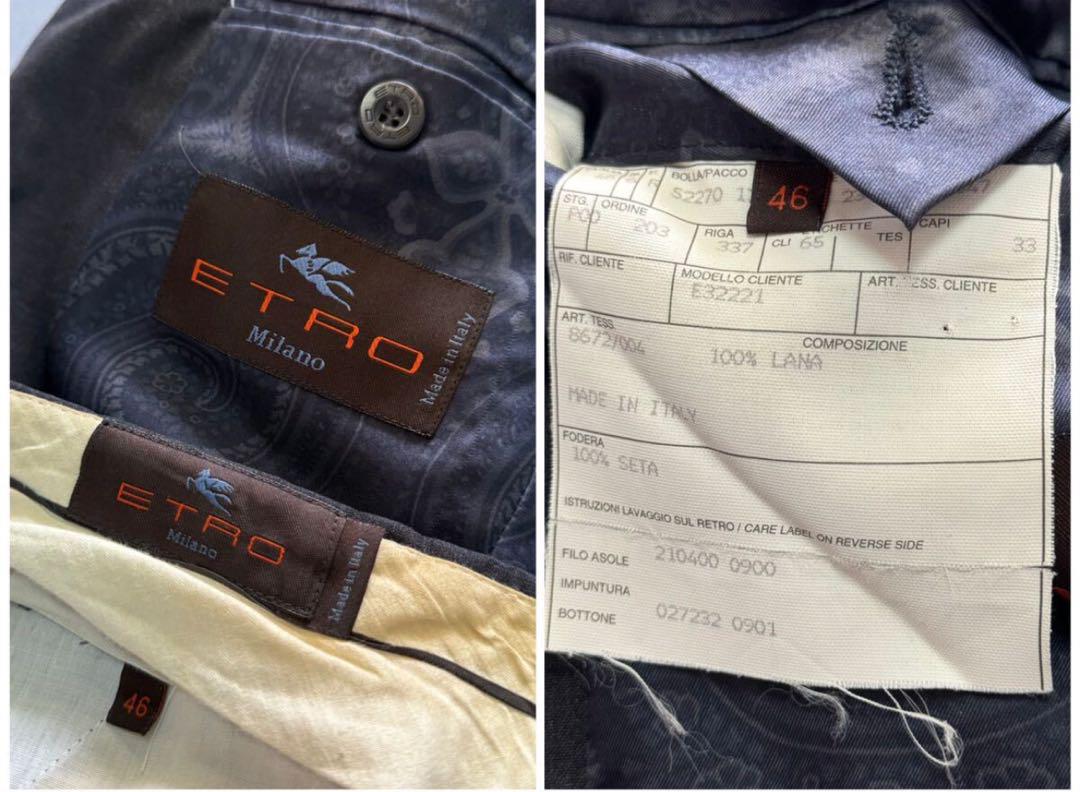 ETRO
ETRO
Milano
Made in Italy
ETRO
Milano
Made in Italy
46
BOLLA/PACCO
S2270
46
STG.
P00
ORDINE
203
RIGA
337
CLI 65
TES
CAPI
33
RIF. CLIENTE
MODELLO CLIENTE
E32221
ART. TESS. CLIENTE
ART. TESS
8672/004
COMPOSIZIONE
100% LANA
MADE IN ITALY
FODERA
100% SETA
ISTRUZIONI LAVAGGIO SUL RETRO / CARE LABEL ON REVERSE SIDE
FILO ASOLE 210400 0900
IMPUNTURA
BOTTONE 027232 0901